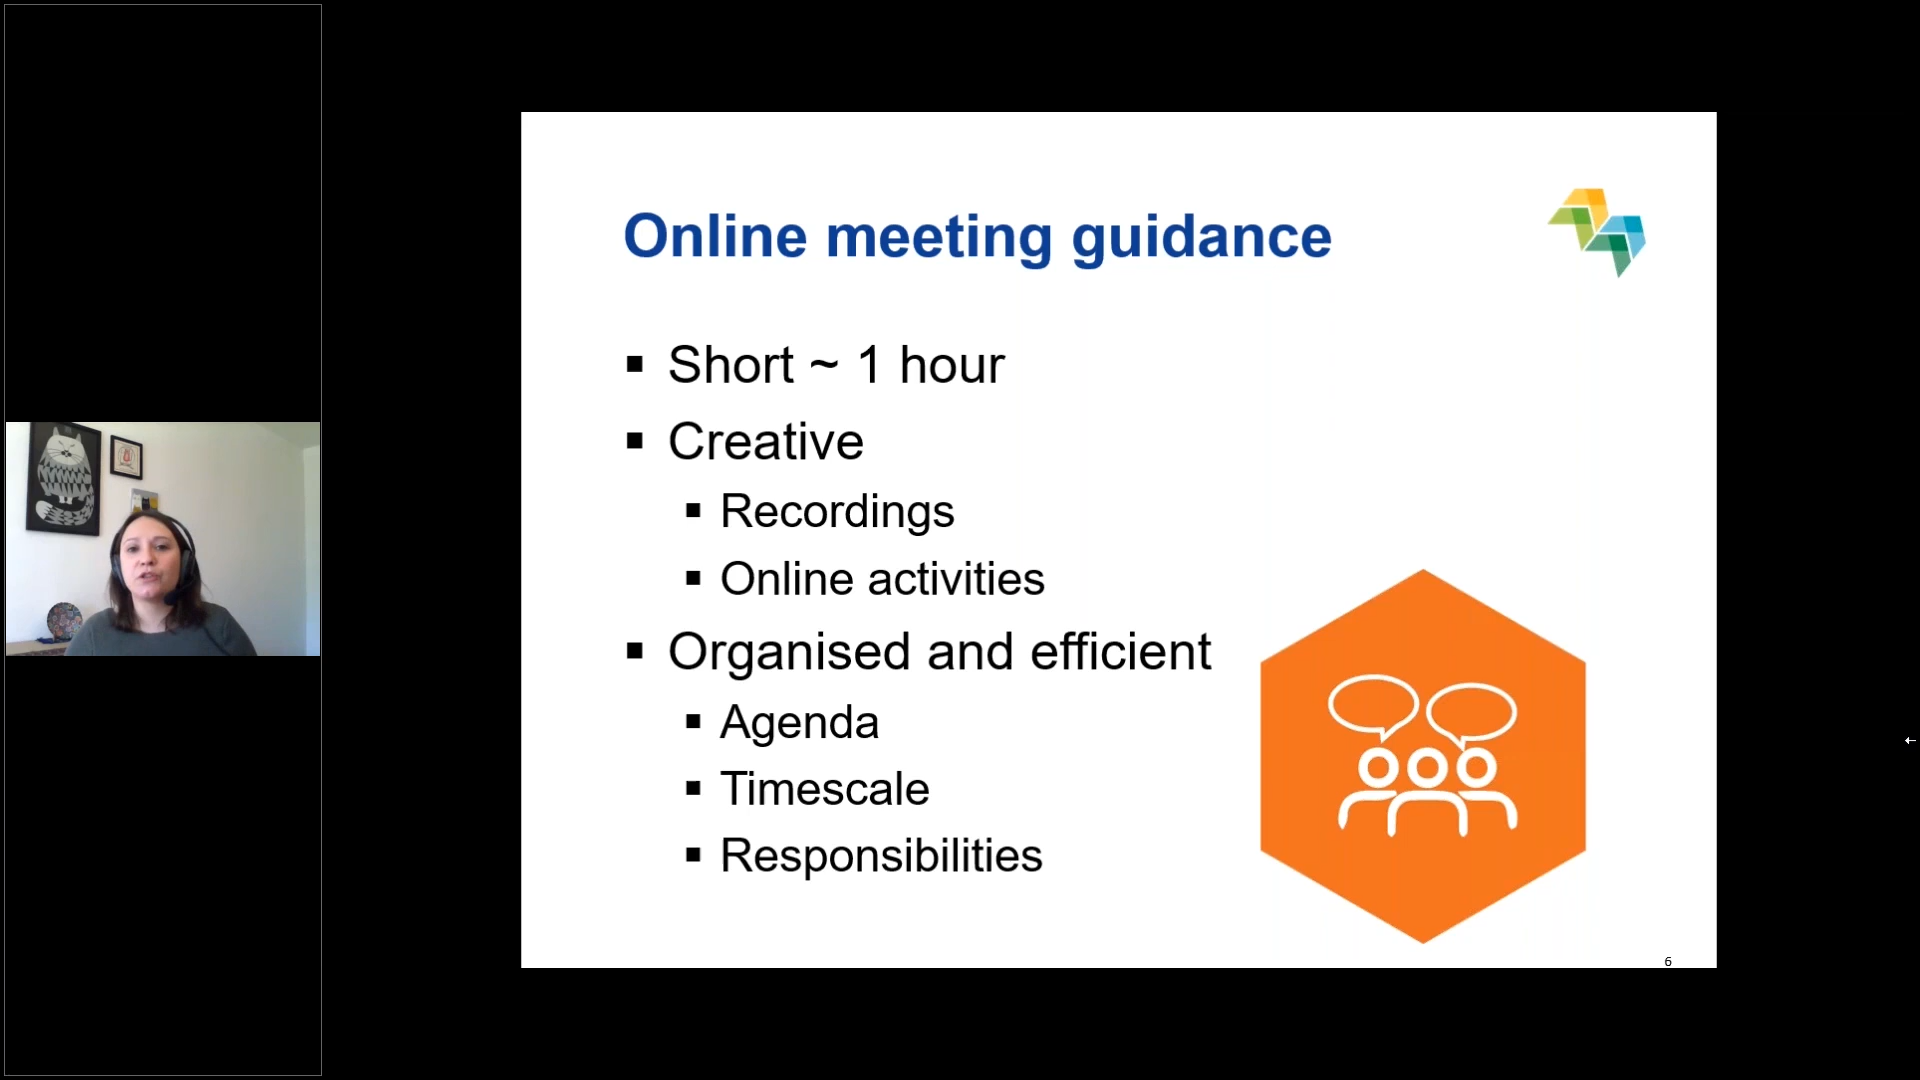 Online meeting guidance
▪ Short ~ 1 hour
▪ Creative
▪ Recordings
▪ Online activities
▪ Organised and efficient
▪ Agenda
▪ Timescale
▪ Responsibilities
6